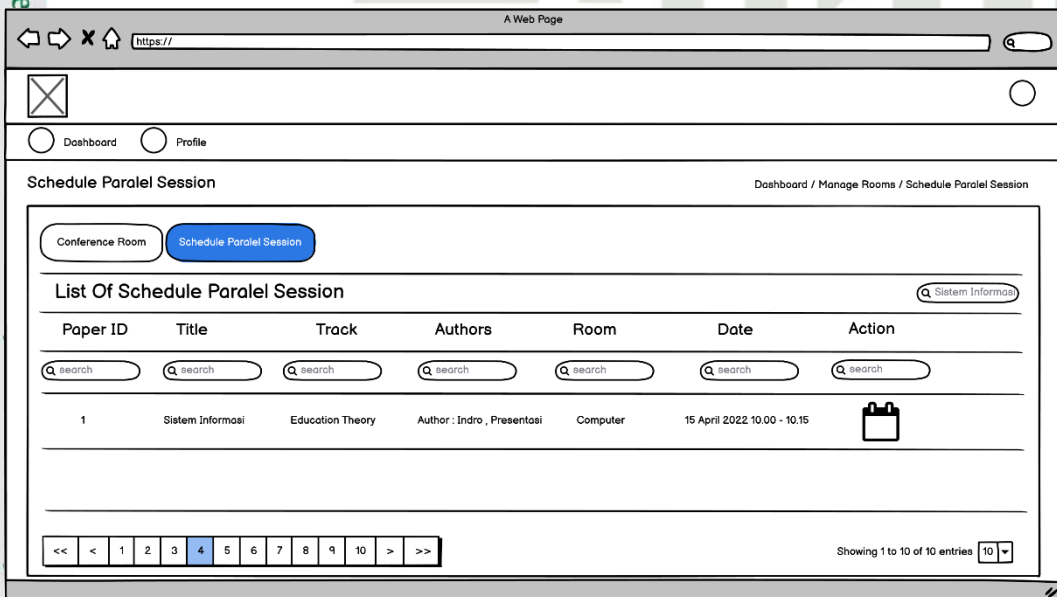 A Web Page
https://
Dashboard Profile
Schedule Paralel Session
Dashboard / Manage Rooms / Schedule Paralel Session
Conference Room Schedule Paralel Session
List Of Schedule Paralel Session Sistem Informasi
Paper ID Title Track Authors Room Date Action
search search search search search search search
1 Sistem Informasi Education Theory Author : Indro , Presentasi Computer 15 April 2022 10.00 - 10.15
<< < 1 2 3 4 5 6 7 8 9 10 > >> Showing 1 to 10 of 10 entries 10